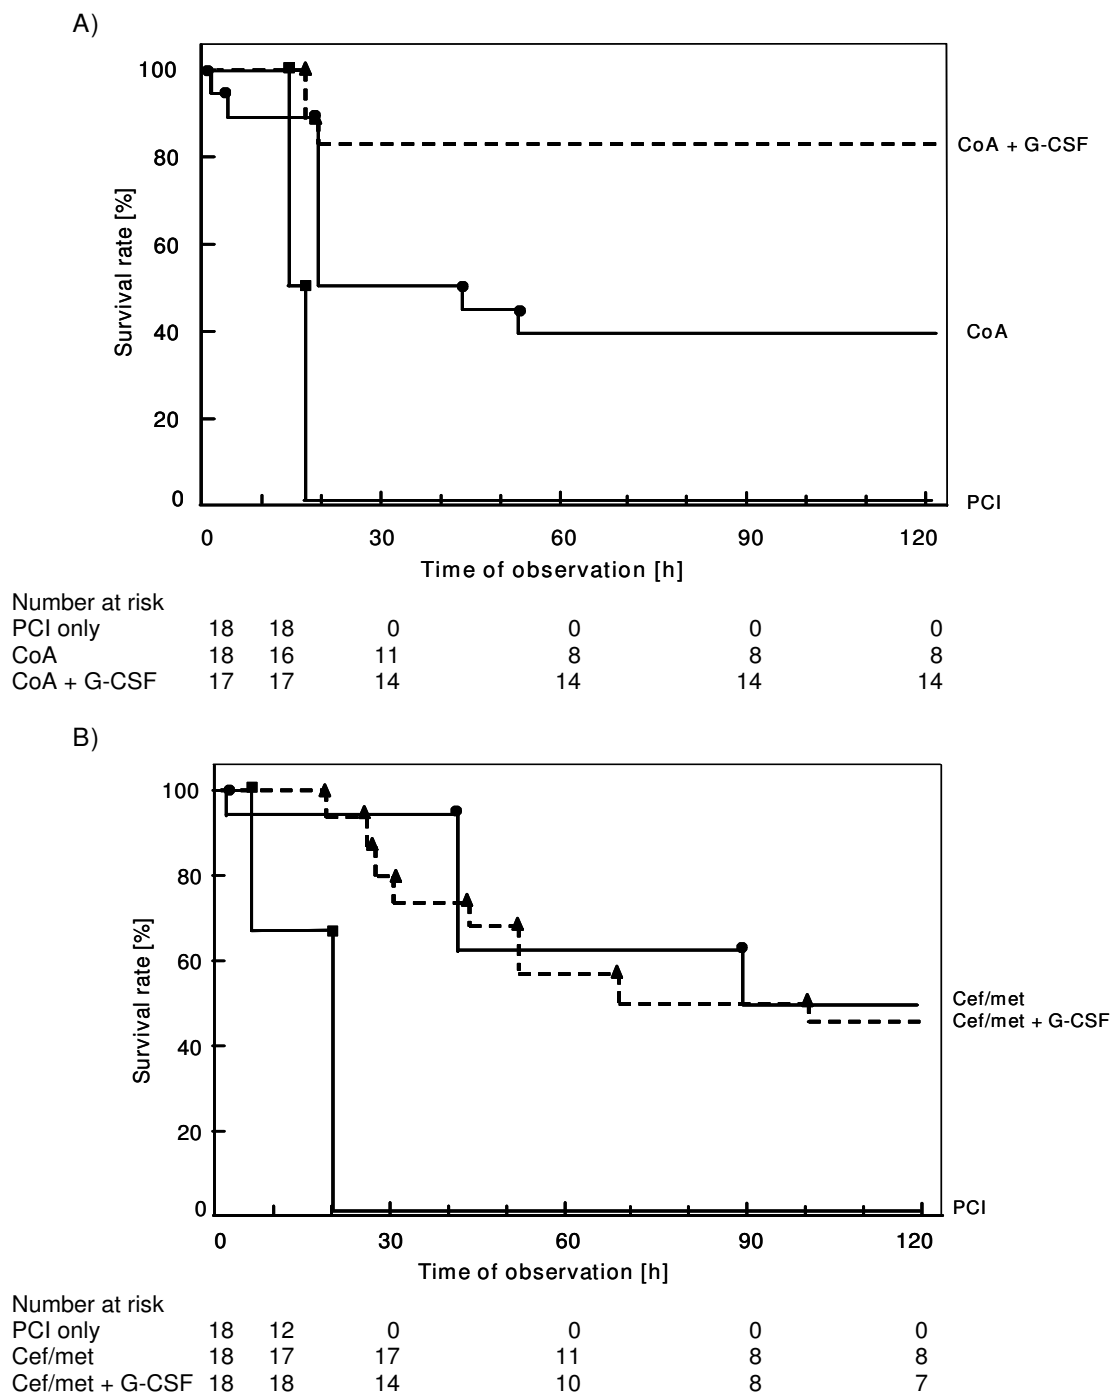 A)
100
80
60
40
20
0
Survival rate [%]
CoA + G-CSF
CoA
PCI
0 30 60 90 120
Time of observation [h]
Number at risk
PCI only 18 18 0 0 0 0
CoA 18 16 11 8 8 8
CoA + G-CSF 17 17 14 14 14 14
B)
100
80
60
40
20
0
Survival rate [%]
Cef/met
Cef/met + G-CSF
PCI
0 30 60 90 120
Time of observation [h]
Number at risk
PCI only 18 12 0 0 0 0
Cef/met 18 17 17 11 8 8
Cef/met + G-CSF 18 18 14 10 8 7